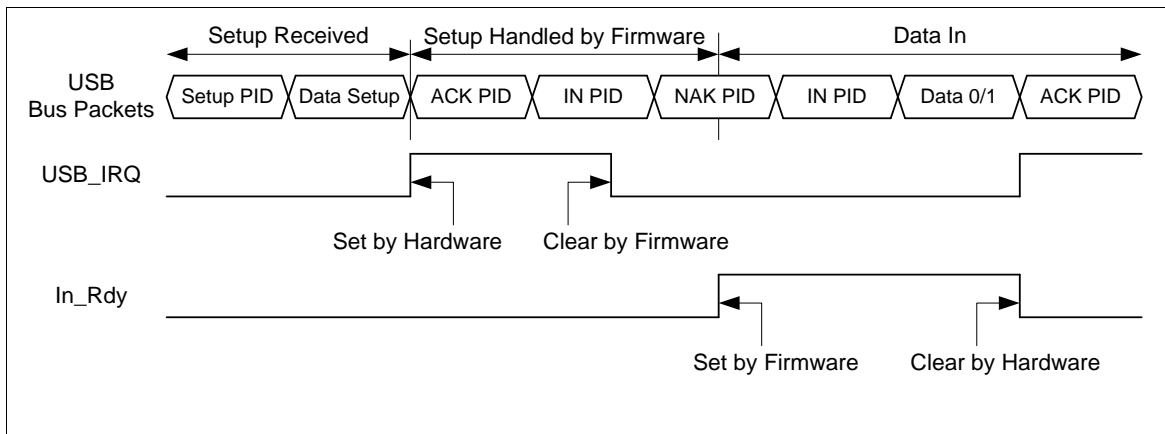 Setup Received Setup Handled by Firmware Data In
USB
Bus Packets
Setup PID Data Setup ACK PID IN PID NAK PID IN PID Data 0/1 ACK PID
USB_IRQ
Set by Hardware Clear by Firmware
In_Rdy
Set by Firmware Clear by Hardware